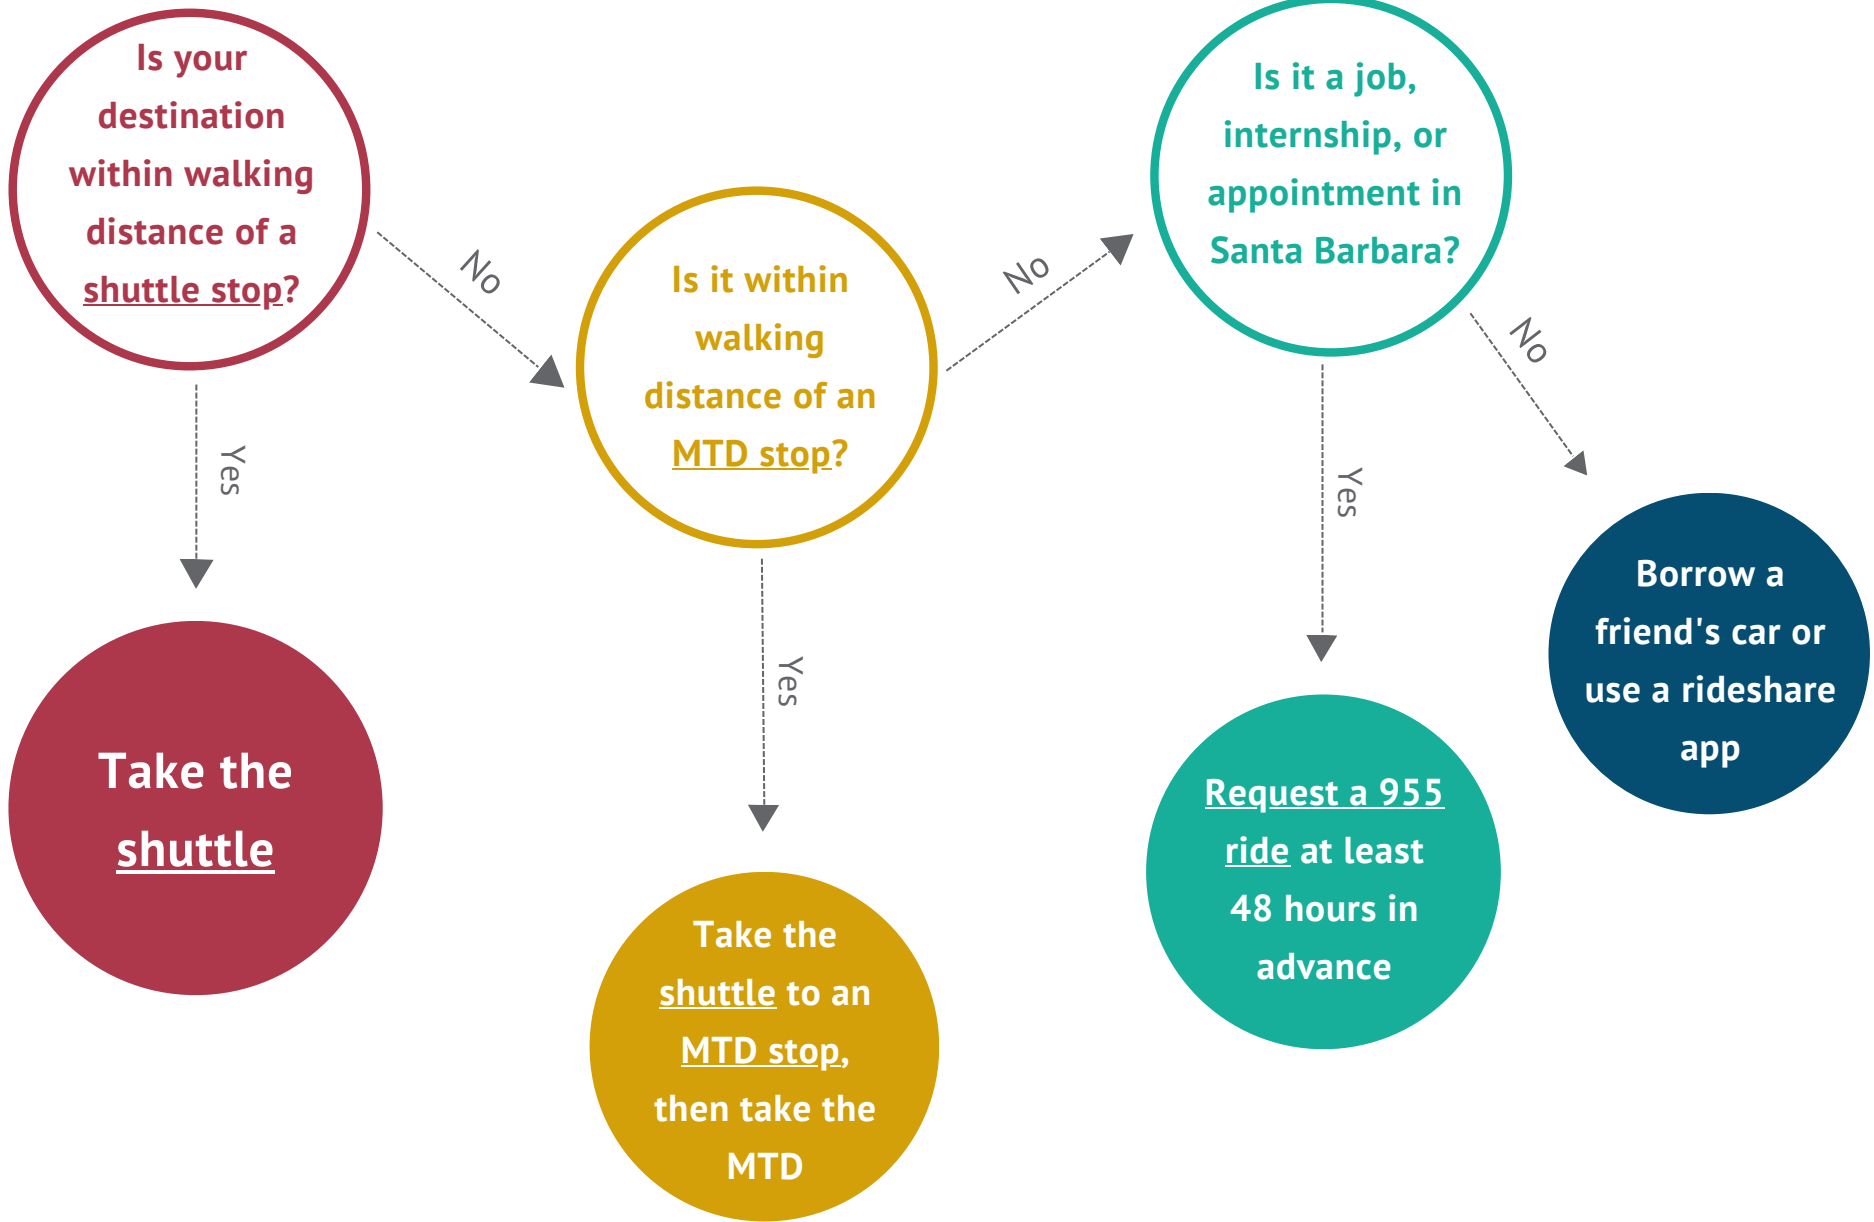 Is your
destination
within walking
distance of a
shuttle stop?
No
Yes
Take the
shuttle
Is it within
walking
distance of an
MTD stop?
No
Yes
Take the
shuttle to an
MTD stop,
then take the
MTD
Is it a job,
internship, or
appointment in
Santa Barbara?
No
Yes
Request a 955
ride at least
48 hours in
advance
Borrow a
friend's car or
use a rideshare
app